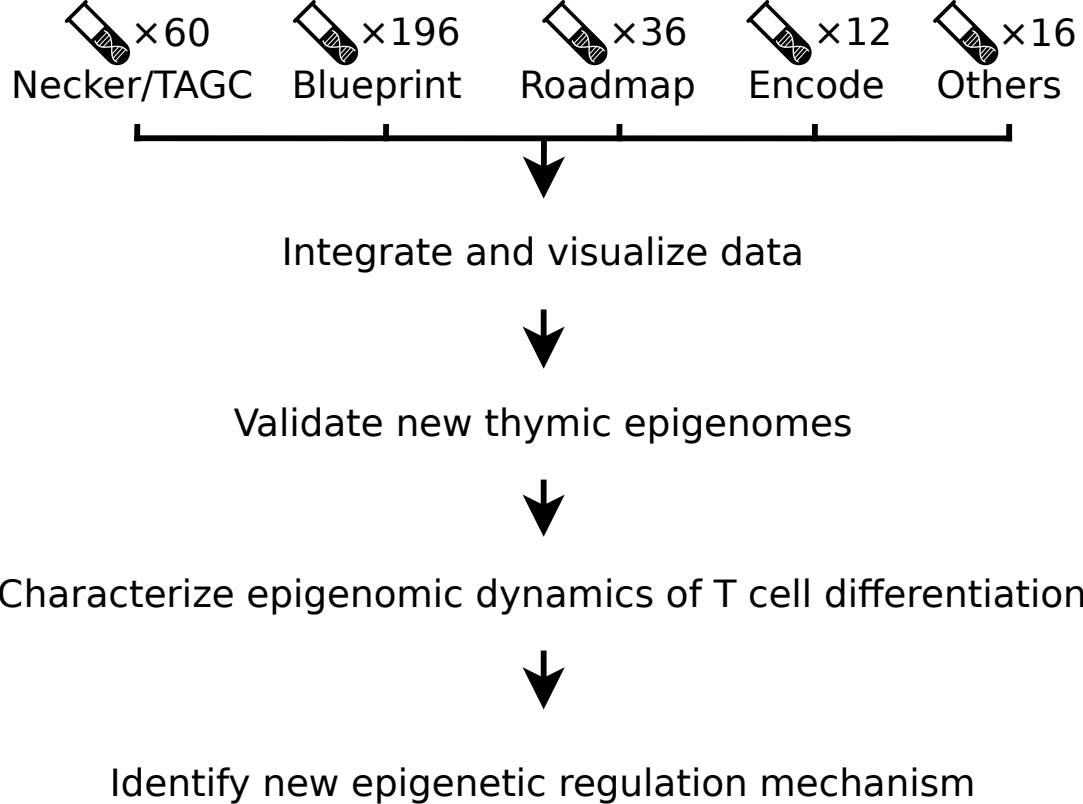 ×60 ×196 ×36 ×12 ×16
Necker/TAGC Blueprint Roadmap Encode Others
Integrate and visualize data
Validate new thymic epigenomes
Characterize epigenomic dynamics of T cell differentiation
Identify new epigenetic regulation mechanism